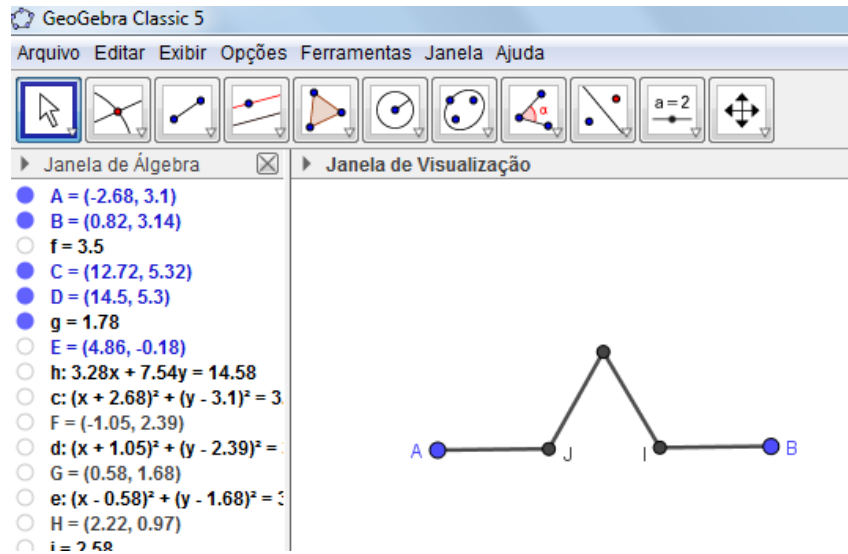 GeoGebra Classic 5
Arquivo Editar Exibir Opções Ferramentas Janela Ajuda
α
a=2
Janela de Álgebra
Janela de Visualização
A = (-2.68, 3.1)
B = (0.82, 3.14)
f = 3.5
C = (12.72, 5.32)
D = (14.5, 5.3)
g = 1.78
E = (4.86, -0.18)
h: 3.28x + 7.54y = 14.58
c: (x + 2.68)² + (y - 3.1)² = 3.
F = (-1.05, 2.39)
d: (x + 1.05)² + (y - 2.39)² =
G = (0.58, 1.68)
e: (x - 0.58)² + (y - 1.68)² = 3
H = (2.22, 0.97)
i = 2.58
A
J
I
B